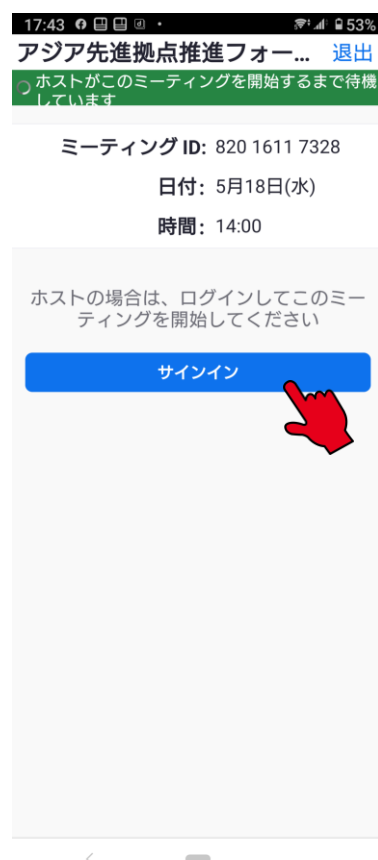 17:43 53%
アジア先進拠点推進フォー... 退出
ホストがこのミーティングを開始するまで待機
しています
ミーティング ID: 820 1611 7328
日付: 5月18日(水)
時間: 14:00
ホストの場合は、ログインしてこのミー
ティングを開始してください
サインイン